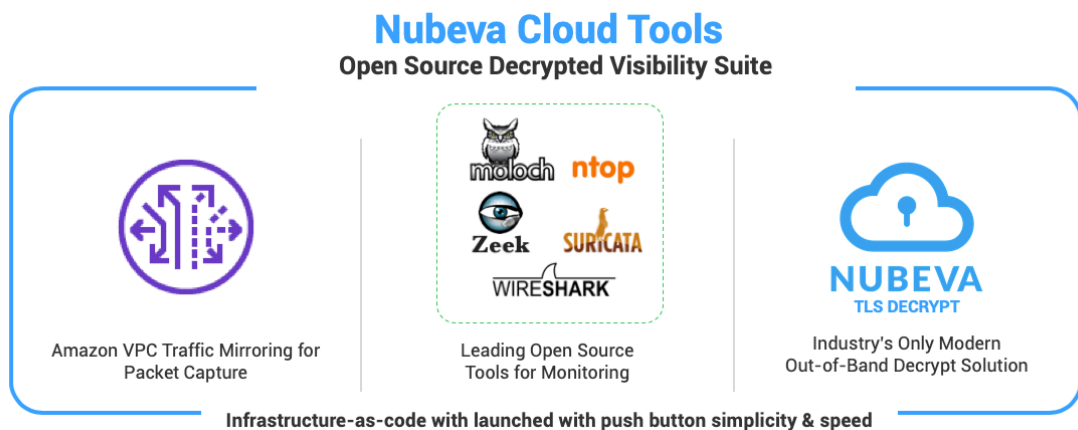 Nubeva Cloud Tools
Open Source Decrypted Visibility Suite
moloch
ntop
Zeek
SURICATA
WIRESHARK
NUBEVA
TLS DECRYPT
Amazon VPC Traffic Mirroring for
Packet Capture
Leading Open Source
Tools for Monitoring
Industry's Only Modern
Out-of-Band Decrypt Solution
Infrastructure-as-code with launched with push button simplicity & speed